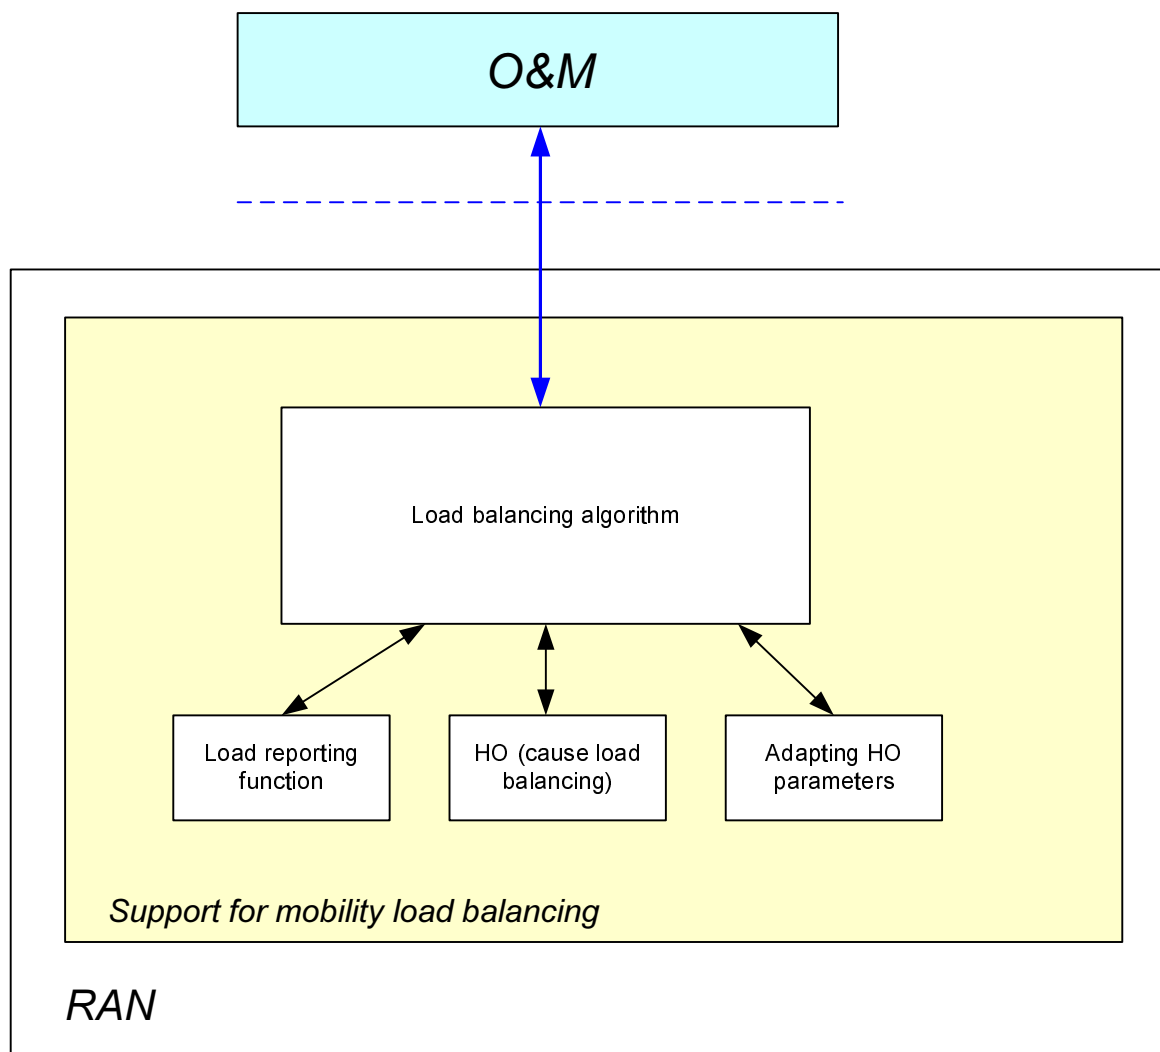 O&M
Load balancing algorithm
Load reporting
function
HO (cause load
balancing)
Adapting HO
parameters
Support for mobility load balancing
RAN